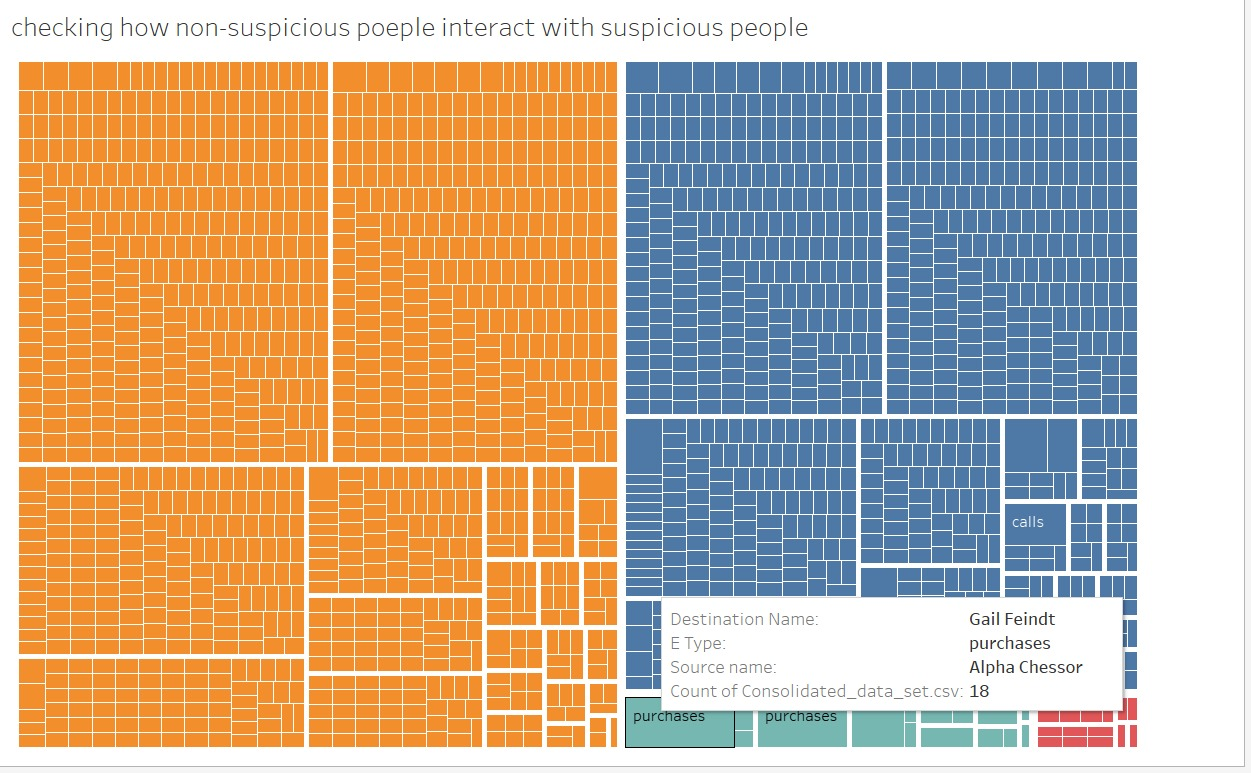 checking how non-suspicious poeple interact with suspicious people
calls
Destination Name: Gail Feindt
E Type: purchases
Source name: Alpha Chessor
Count of Consolidated_data_set.csv: 18
purchases purchases